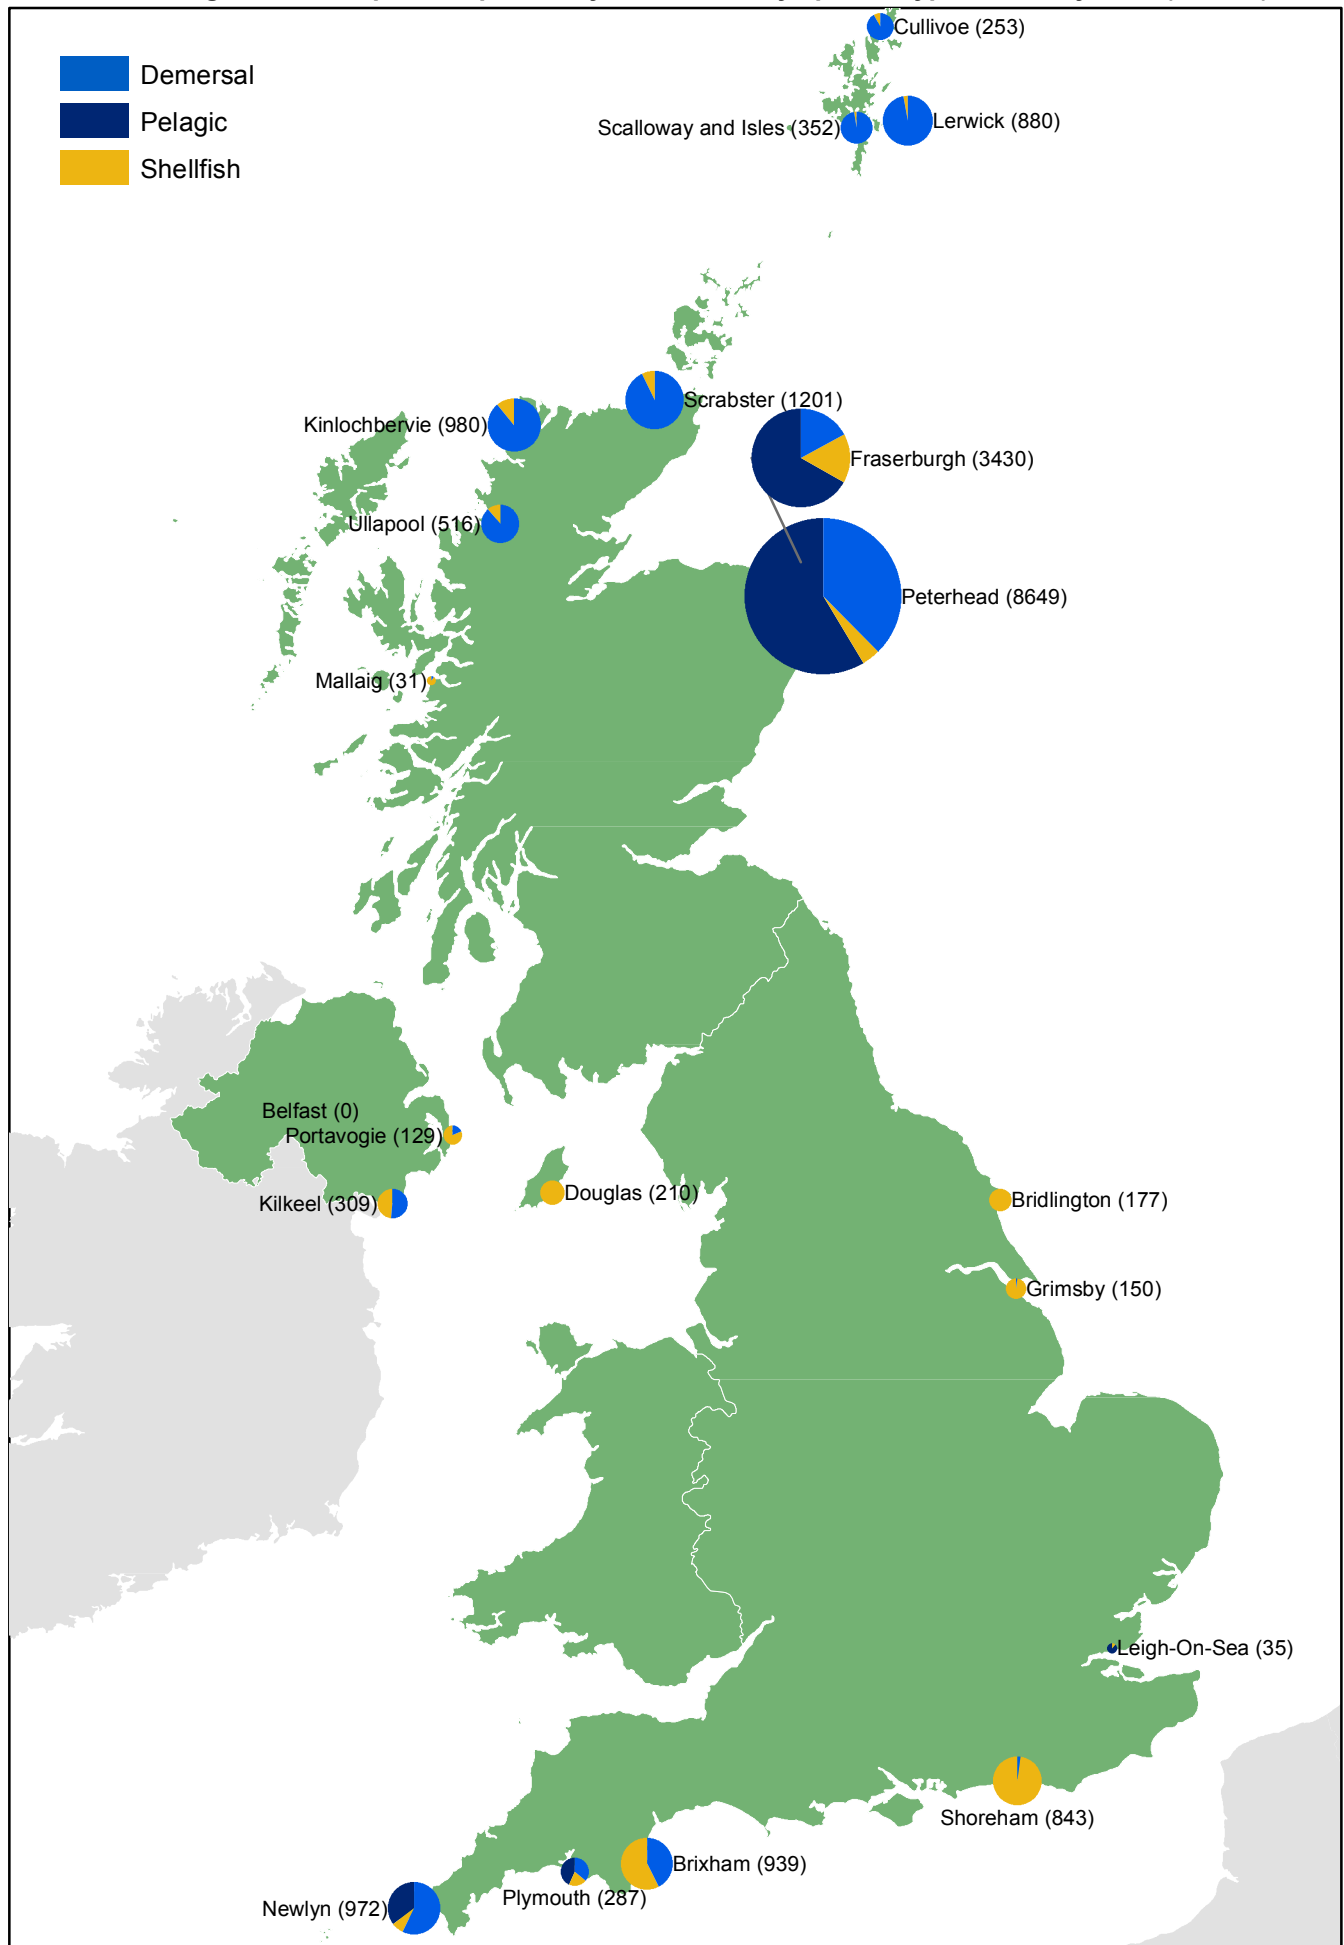 Demersal
Pelagic
Shellfish
Cullivoe (253)
Scalloway and Isles (352)
Lerwick (880)
Scrabster (1201)
Kinlochbervie (980)
Fraserburgh (3430)
Ullapool (516)
Peterhead (8649)
Mallaig (31)
Belfast (0)
Portavogie (129)
Kilkeel (309)
Douglas (210)
Bridlington (177)
Grimsby (150)
Leigh-On-Sea (35)
Shoreham (843)
Brixham (939)
Plymouth (287)
Newlyn (972)